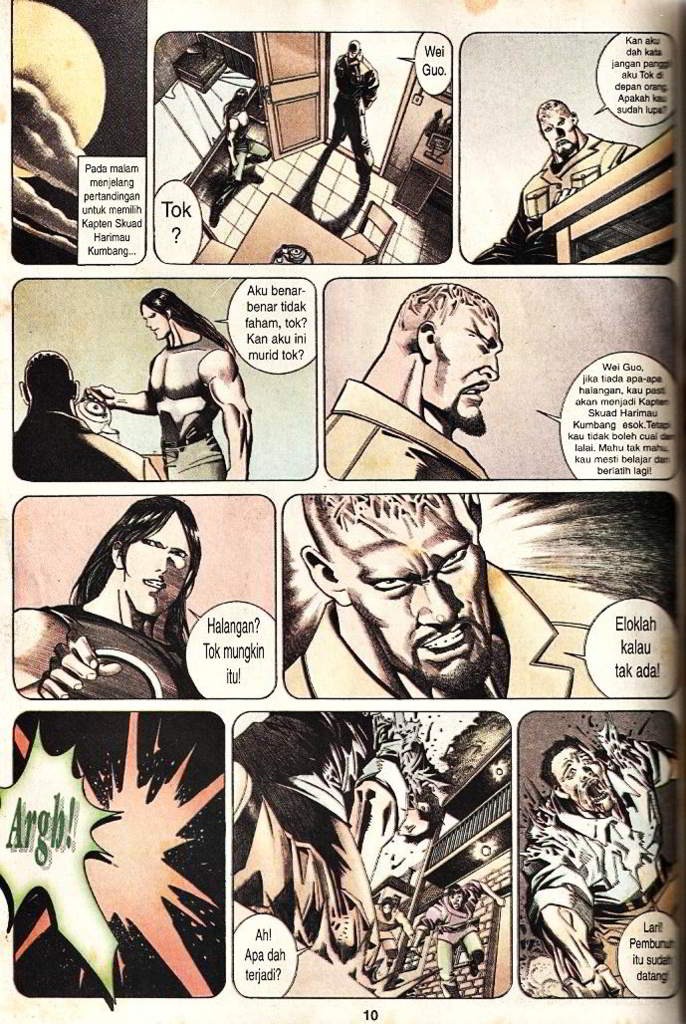 Pada malam
menjelang
pertandingan
untuk memilih
Kapten Skuad
Harimau
Kumbang...
Wei
Guo.
Tok
?
Kan aku
dah kata
jangan panggil
aku Tok di
depan orang.
Apakah kau
sudah lupa?
Aku benar-
benar tidak
faham, tok?
Kan aku ini
murid tok?
Wei Guo,
jika tiada apa-apa
halangan, kau pasti
akan menjadi Kapten
Skuad Harimau
Kumbang esok.Tetapi
kau tidak boleh cuai dan
lalai. Mahu tak mahu,
kau mesti belajar dan
berlatih lagi!
Halangan?
Tok mungkin
itu!
Eloklah
kalau
tak ada!
Argh!
Ah!
Apa dah
terjadi?
Lari!
Pembunuh
itu sudah
datang!
10